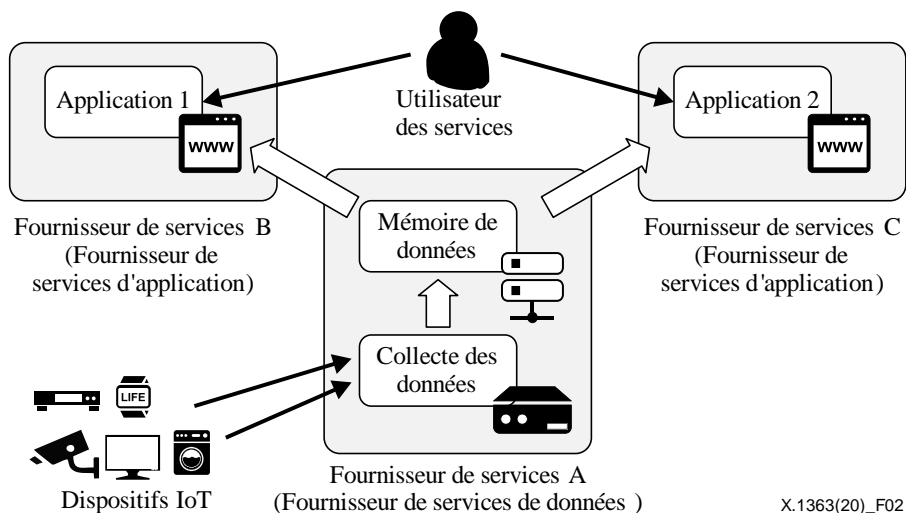 Application 1
www
Utilisateur
des services
Application 2
www
Fournisseur de services B
(Fournisseur de
services d'application)
Mémoire de
données
Fournisseur de services C
(Fournisseur de
services d'application)
Collecte des
données
LIFE
Dispositifs IoT
Fournisseur de services A
(Fournisseur de services de données )
X.1363(20)_F02